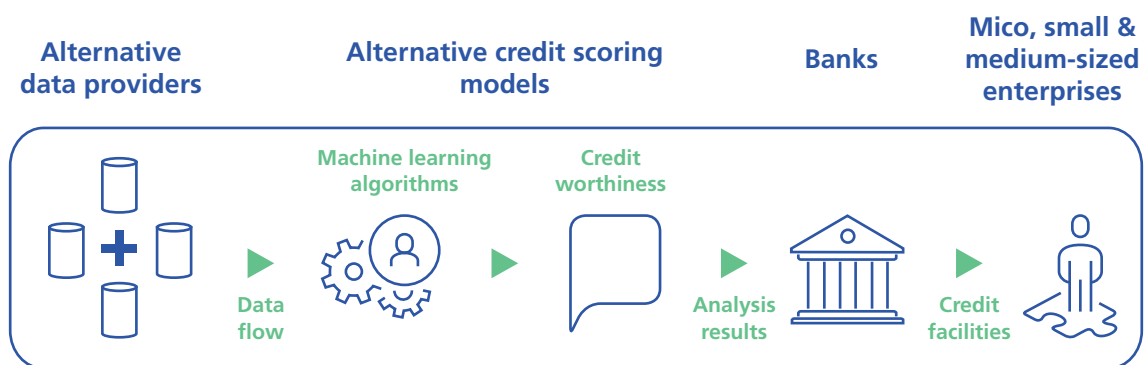 Alternative
data providers
Alternative credit scoring
models
Banks
Mico, small &
medium-sized
enterprises
Machine learning
algorithms
Credit
worthiness
Data
flow
Analysis
results
Credit
facilities